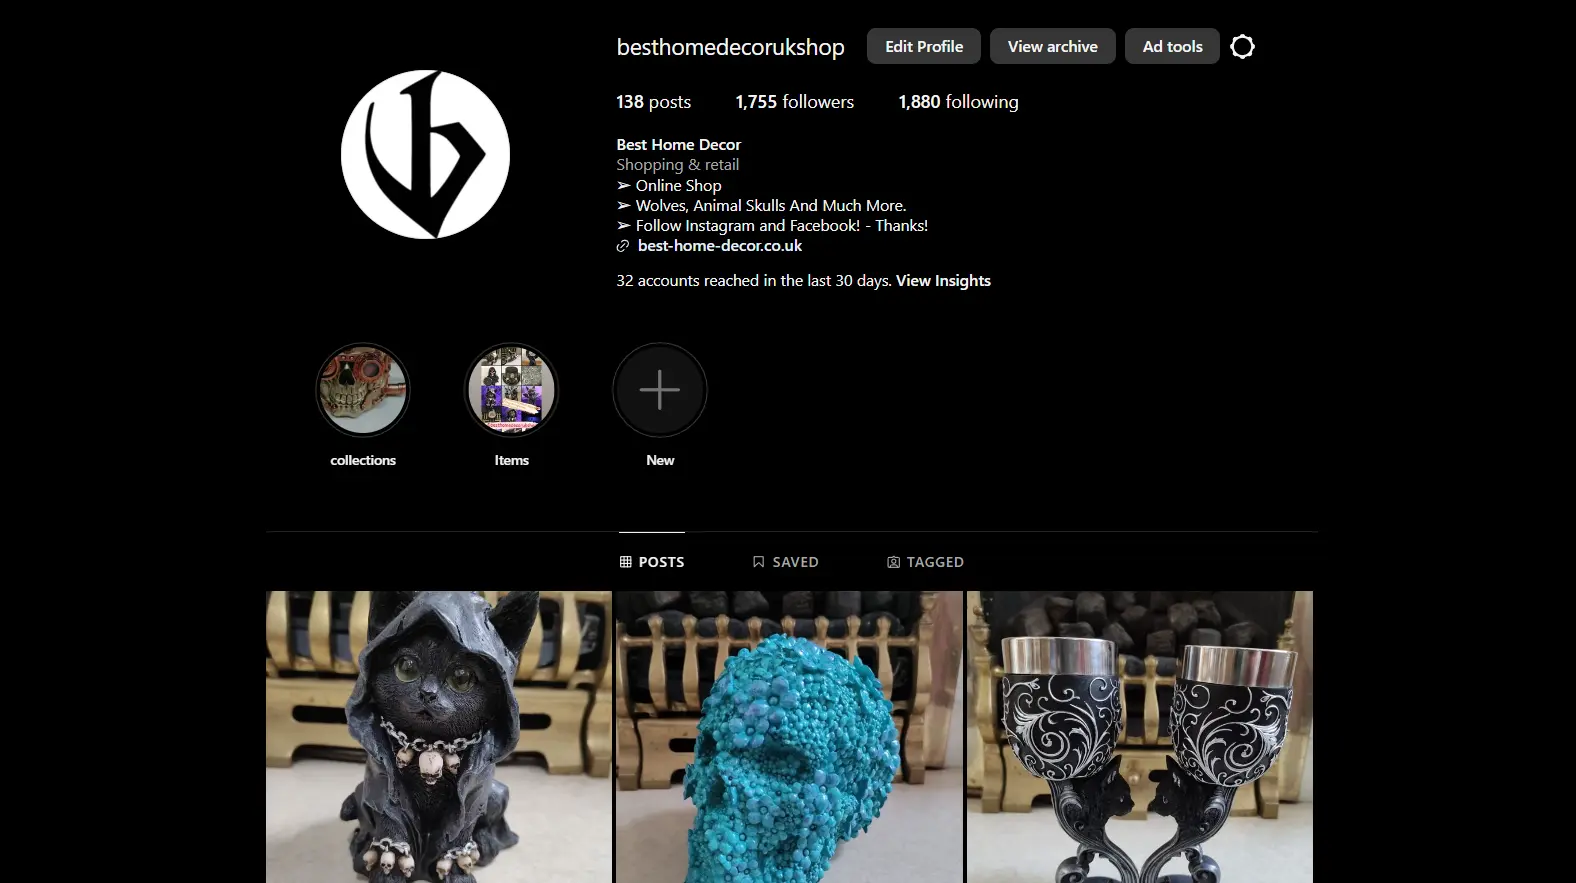 besthomedecorukshop
Edit Profile
View archive
Ad tools
138 posts
1,755 followers
1,880 following
Best Home Decor
Shopping & retail
➢ Online Shop
➢ Wolves, Animal Skulls And Much More.
➢ Follow Instagram and Facebook! - Thanks!
best-home-decor.co.uk
32 accounts reached in the last 30 days. View Insights
collections
Items
New
POSTS
SAVED
TAGGED